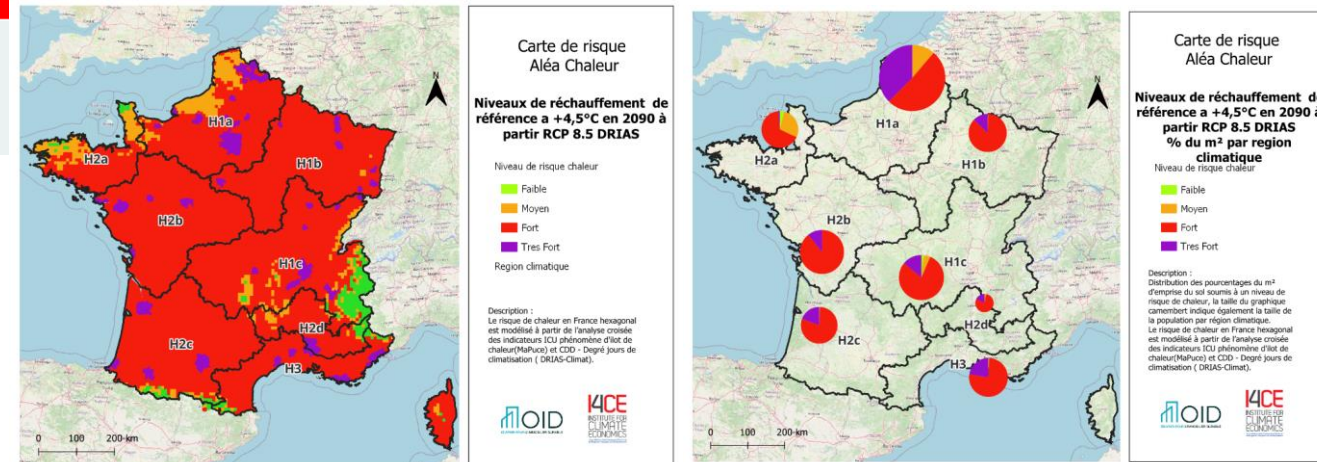 H1a
H2a
H1b
H2b
H1c
H2d
H2c
H3
N
0 100 200 km
Carte de risque
Aléa Chaleur
Niveaux de réchauffement de
référence a +4,5°C en 2090 à
partir RCP 8.5 DRIAS
Niveau de risque chaleur
Faible
Moyen
Fort
Tres Fort
Region climatique
Description :
Le risque de chaleur en France hexagonal
est modélisé à partir de l'analyse croisée
des indicateurs ICU phénomène d'ilot de
chaleur(MaPuce) et CDD - Degré jours de
climatisation ( DRIAS-Climat).
OID
I4CE
INSTITUTE FOR
CLIMATE
ECONOMICS
H1a
H2a
H1b
H2b
H1c
H2d
H2c
H3
N
0 100 200 km
Carte de risque
Aléa Chaleur
Niveaux de réchauffement de
référence a +4,5°C en 2090 à
partir RCP 8.5 DRIAS
% du m² par region
climatique
Niveau de risque chaleur
Faible
Moyen
Fort
Tres Fort
Description :
Distribution des pourcentages du m²
d'emprise du sol soumis à un niveau de
risque de chaleur, la taille du graphique
camembert indique également la taille de
la population par région climatique.
Le risque de chaleur en France hexagonal
est modélisé à partir de l'analyse croisée
des indicateurs ICU phénomène d'ilot de
chaleur(MaPuce) et CDD - Degré jours de
climatisation ( DRIAS-Climat).
OID
I4CE
INSTITUTE FOR
CLIMATE
ECONOMICS